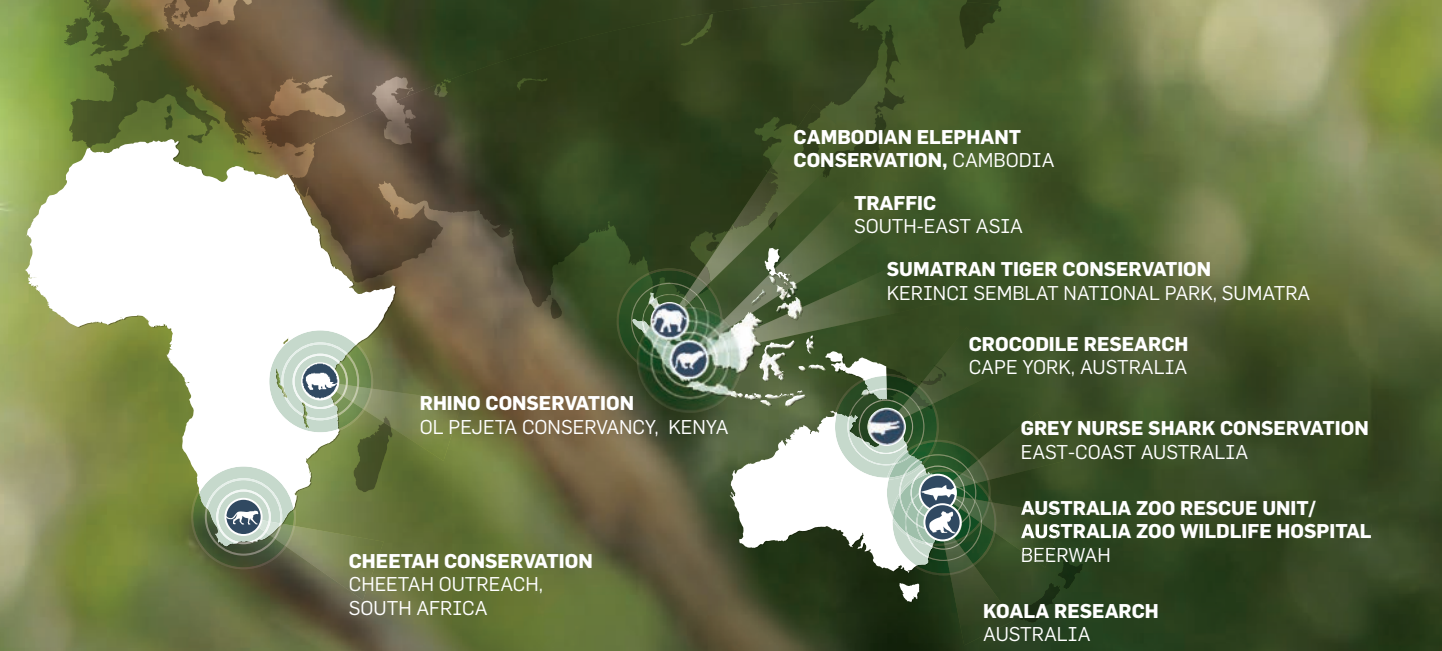 CAMBODIAN ELEPHANT
CONSERVATION, CAMBODIA
TRAFFIC
SOUTH-EAST ASIA
SUMATRAN TIGER CONSERVATION
KERINCI SEMBLAT NATIONAL PARK, SUMATRA
CROCODILE RESEARCH
CAPE YORK, AUSTRALIA
RHINO CONSERVATION
OL PEJETA CONSERVANCY, KENYA
GREY NURSE SHARK CONSERVATION
EAST-COAST AUSTRALIA
AUSTRALIA ZOO RESCUE UNIT/
AUSTRALIA ZOO WILDLIFE HOSPITAL
BEERWAH
CHEETAH CONSERVATION
CHEETAH OUTREACH,
SOUTH AFRICA
KOALA RESEARCH
AUSTRALIA